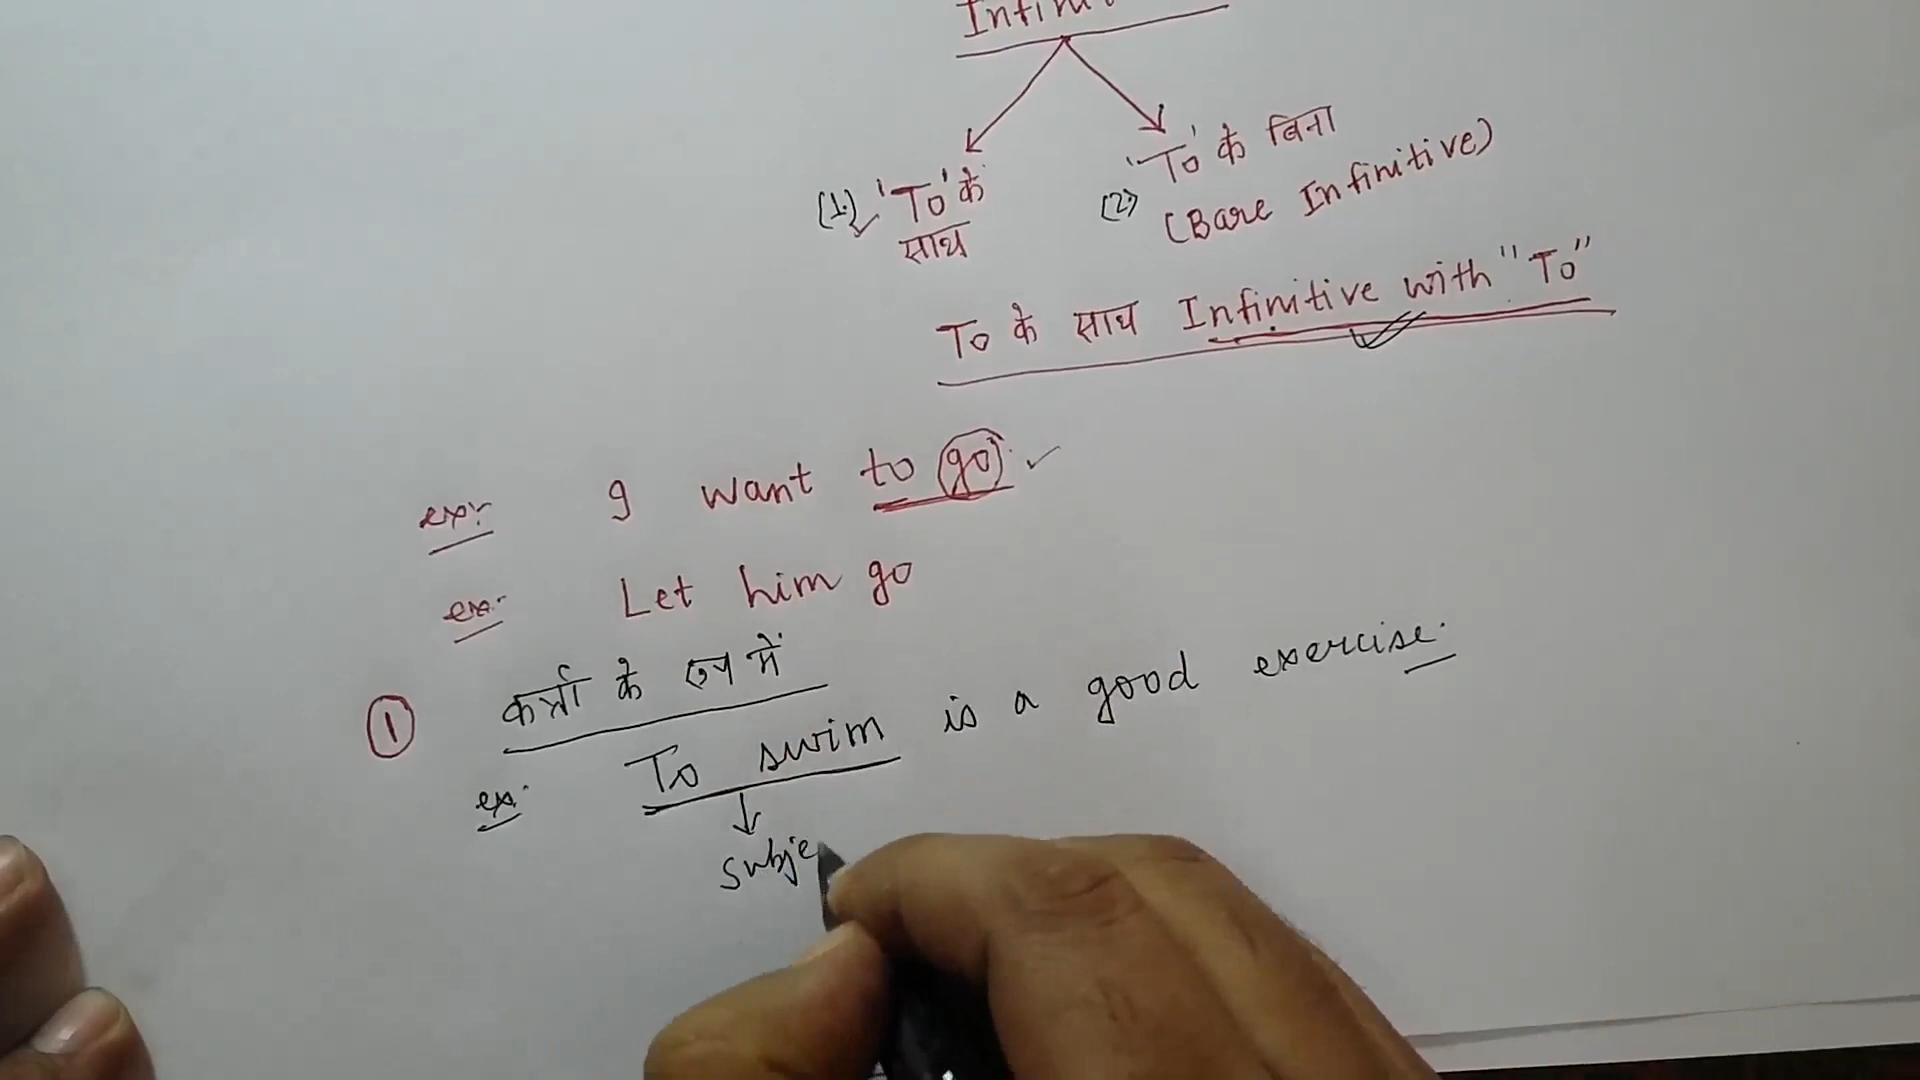 Infini
(1.) 'To' के
साथ
'To' के बिना
(2) (Bare Infinitive)
To के साथ Infinitive with "To"
ex:- I want to go.
ex:- Let him go
1 कर्त्ता के रूप में
ex:- To swim is a good exercise.
Subje